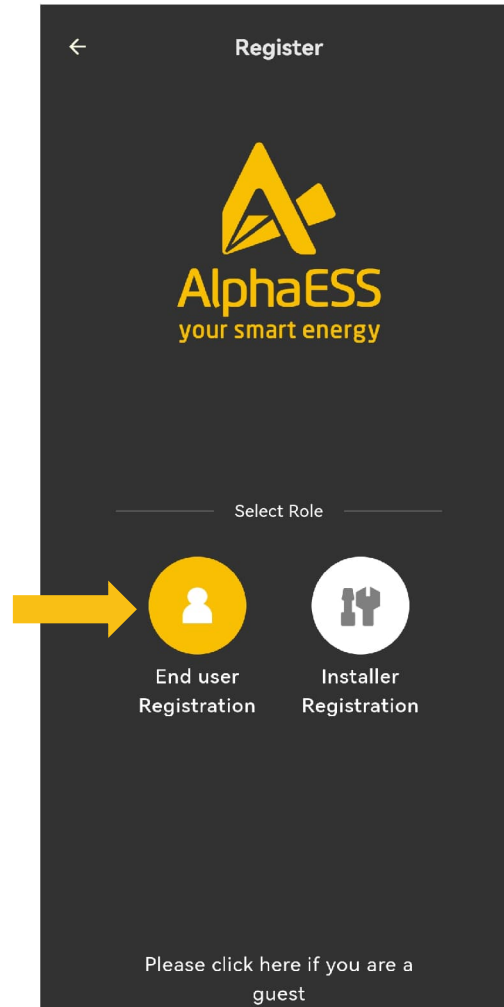 Register
AlphaESS
your smart energy
Select Role
End user
Registration
Installer
Registration
Please click here if you are a
guest